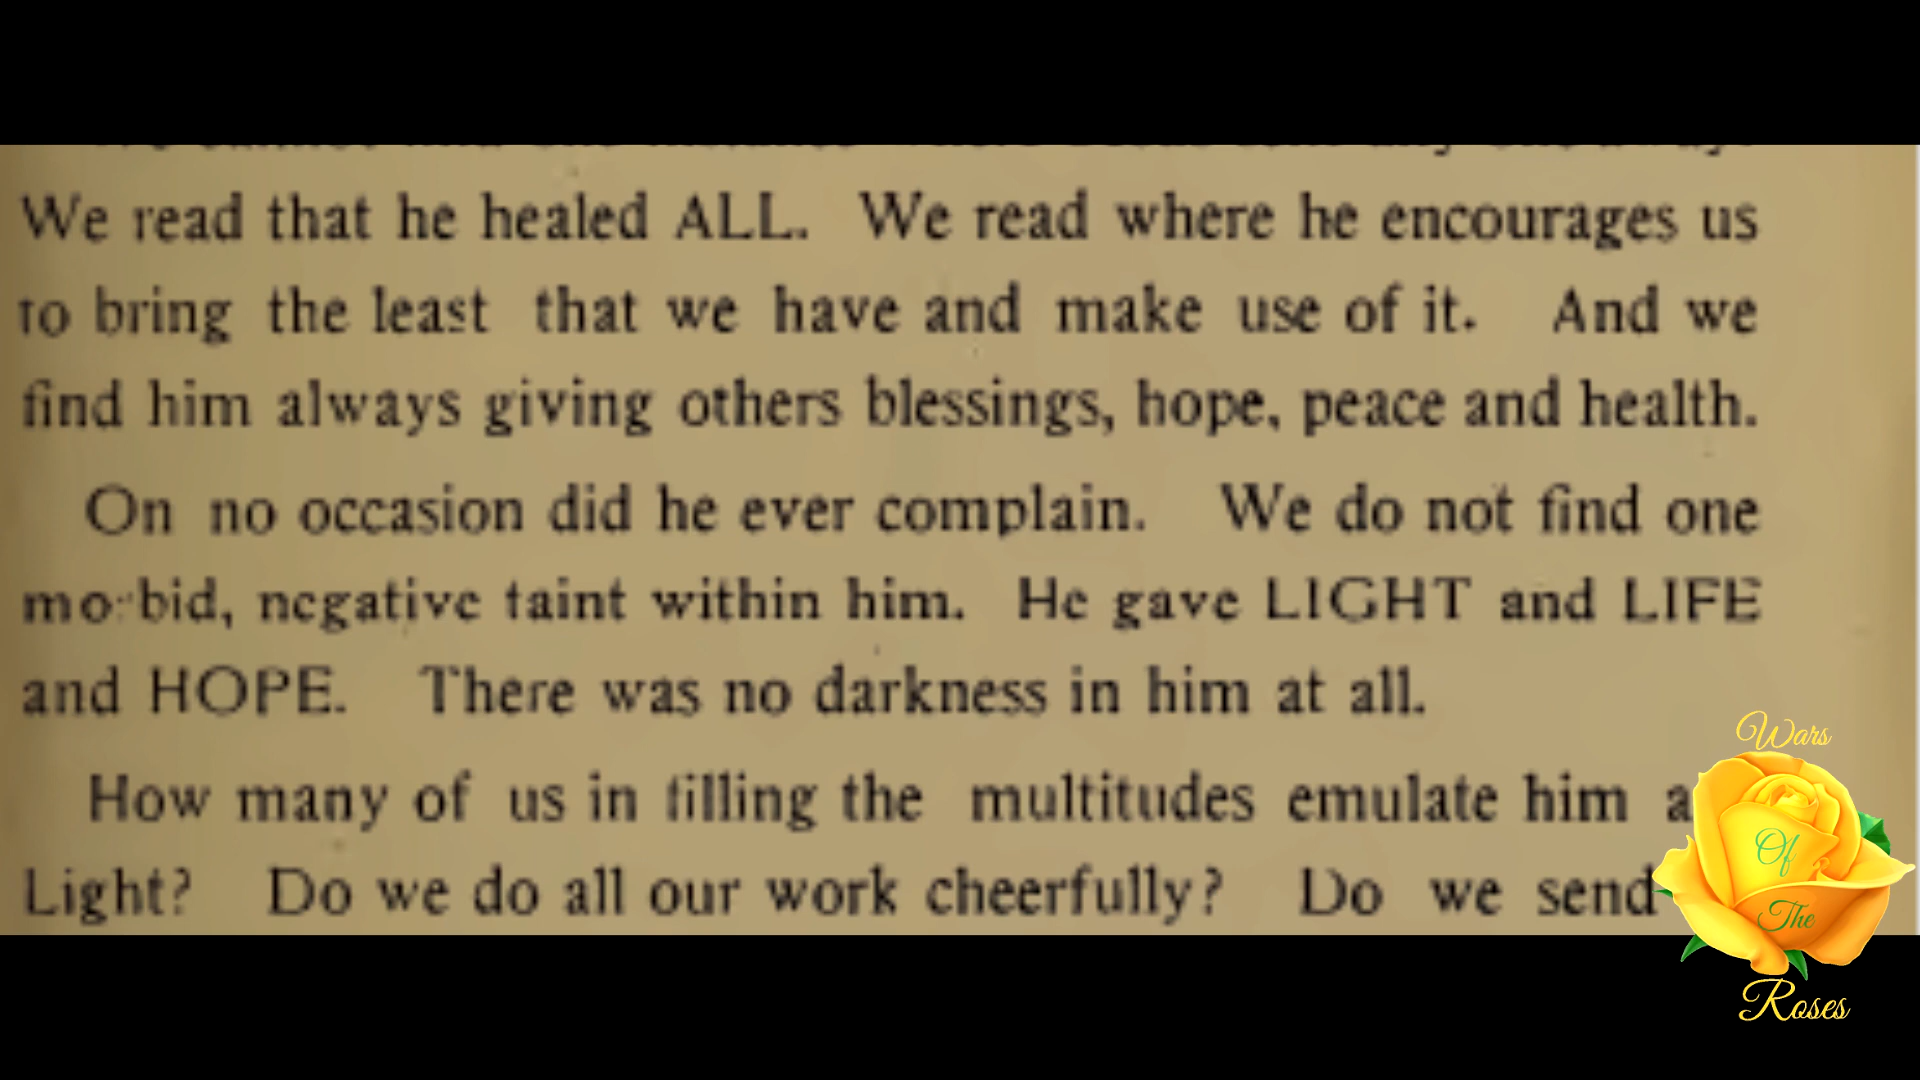 We read that he healed ALL. We read where he encourages us
to bring the least that we have and make use of it. And we
find him always giving others blessings, hope, peace and health.
On no occasion did he ever complain. We do not find one
morbid, negative taint within him. He gave LIGHT and LIFE
and HOPE. There was no darkness in him at all.
How many of us in filling the multitudes emulate him
Light? Do we do all our work cheerfully? Do we send
Wars
Of
The
Roses